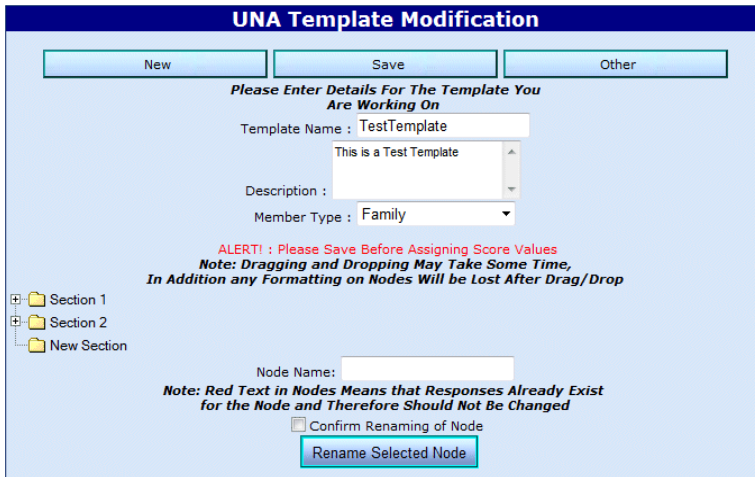 UNA Template Modification
New Save Other
Please Enter Details For The Template You
Are Working On
Template Name : TestTemplate
This is a Test Template
Description :
Member Type : Family
ALERT! : Please Save Before Assigning Score Values
Note: Dragging and Dropping May Take Some Time,
In Addition any Formatting on Nodes Will be Lost After Drag/Drop
Section 1
Section 2
New Section
Node Name:
Note: Red Text in Nodes Means that Responses Already Exist
for the Node and Therefore Should Not Be Changed
Confirm Renaming of Node
Rename Selected Node